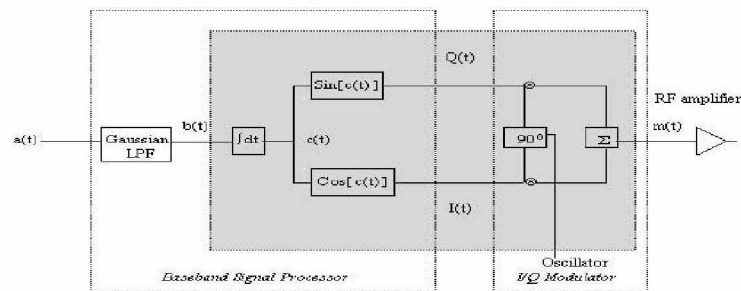 Q(t)
Sin[c(t)]
RF amplifier
a(t)
Gaussian
LPF
b(t)
∫dt
c(t)
90°
Σ
m(t)
Cos[c(t)]
I(t)
Oscillator
Baseband Signal Processor
I/Q Modulator